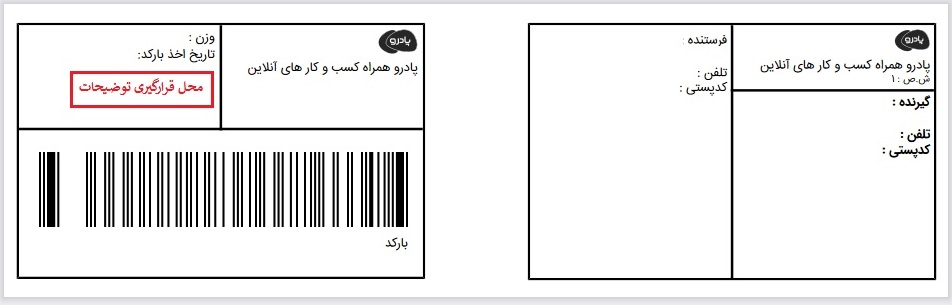 پادرو
پادرو همراه کسب و کار های آنلاین
ش.ص : ۱
گیرنده :
تلفن :
کدپستی :
فرستنده :
تلفن :
کدپستی :
پادرو
پادرو همراه کسب و کار های آنلاین
وزن :
تاریخ اخذ بارکد:
محل قرارگیری توضیحات
بارکد